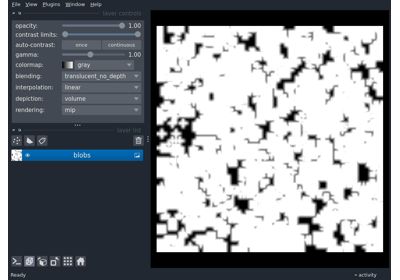 File View Plugins Window Help
layer controls
opacity: 1.00
contrast limits:
auto-contrast: once continuous
gamma: 1.00
colormap: gray
blending: translucent_no_depth
interpolation: linear
depiction: volume
rendering: mip
layer list
blobs
Ready
activity